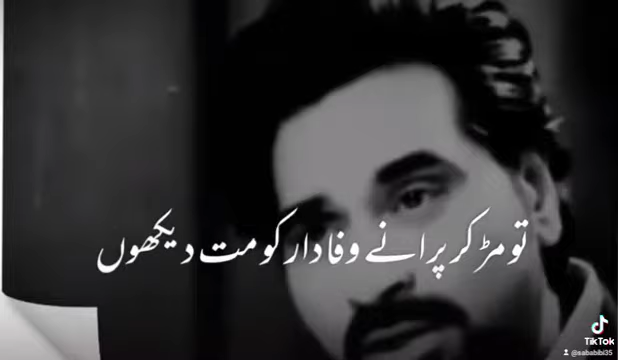 تو مڑ کر پرانے وفادار کو مت دیکھوں
TikTok
@sababibi35